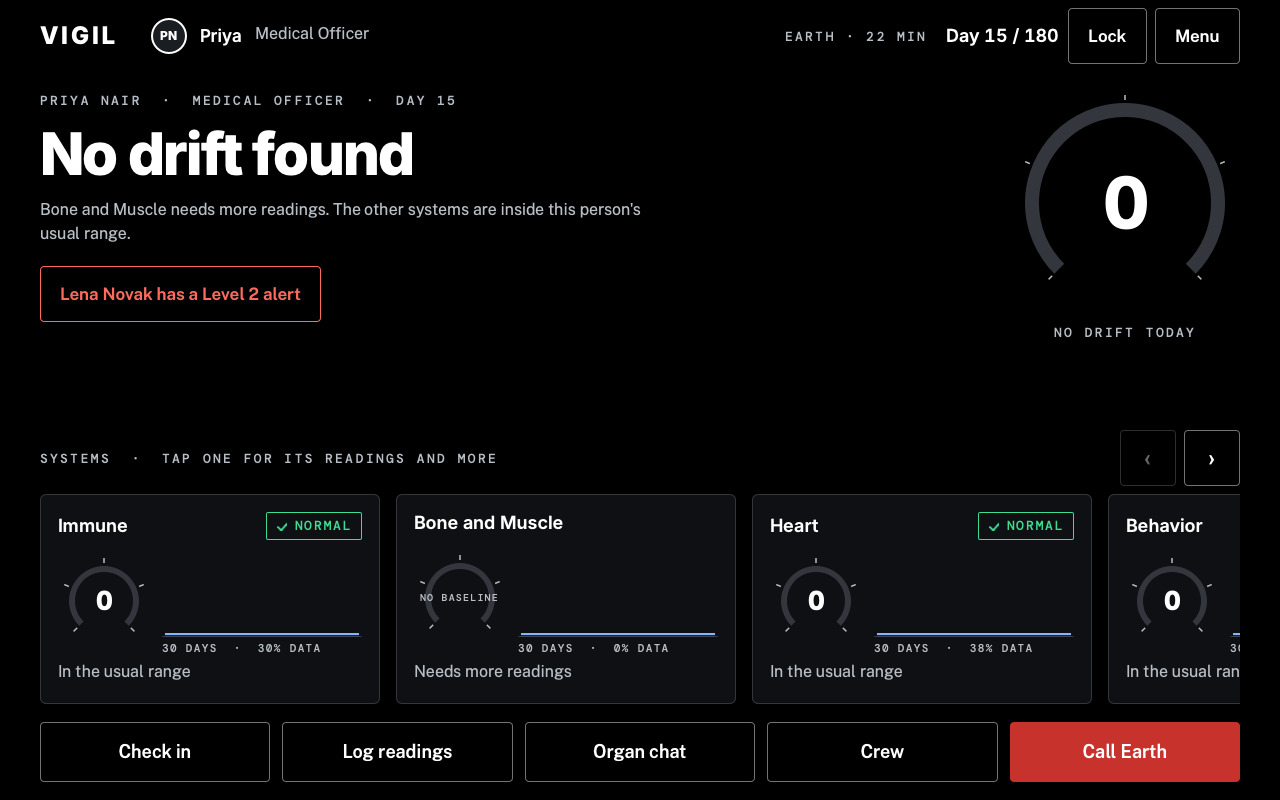 VIGIL
PN
Priya
Medical Officer
EARTH · 22 MIN
Day 15 / 180
Lock
Menu
PRIYA NAIR · MEDICAL OFFICER · DAY 15
No drift found
Bone and Muscle needs more readings. The other systems are inside this person's
usual range.
Lena Novak has a Level 2 alert
0
NO DRIFT TODAY
SYSTEMS · TAP ONE FOR ITS READINGS AND MORE
‹
›
Immune
NORMAL
0
30 DAYS · 30% DATA
In the usual range
Bone and Muscle
NO BASELINE
30 DAYS · 0% DATA
Needs more readings
Heart
NORMAL
0
30 DAYS · 38% DATA
In the usual range
Behavior
0
30
In the usual ran
Check in
Log readings
Organ chat
Crew
Call Earth